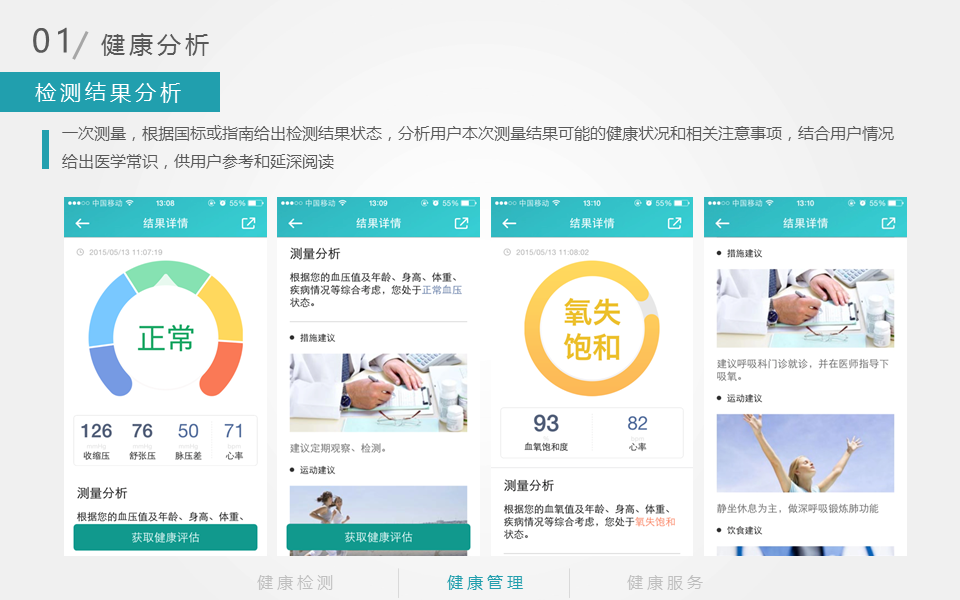 01/ 健康分析
检测结果分析
一次测量，根据国标或指南给出检测结果状态，分析用户本次测量结果可能的健康状况和相关注意事项，结合用户情况
给出医学常识，供用户参考和延深阅读
中国移动 13:08 55%
结果详情
2015/05/13 11:07:19
正常
126 76 50 71
收缩压 舒张压 脉压差 心率
测量分析
根据您的血压值及年龄、身高、体重、
获取健康评估
中国移动 13:09 55%
结果详情
测量分析
根据您的血压值及年龄、身高、体重、
疾病情况等综合考虑，您处于正常血压
状态。
● 措施建议
建议定期观察、检测。
● 运动建议
获取健康评估
中国移动 13:10 55%
结果详情
2015/05/13 11:08:02
氧失
饱和
93 82
血氧饱和度 心率
测量分析
根据您的血氧值及年龄、身高、体重、
疾病情况等综合考虑，您处于氧失饱和
状态。
中国移动 13:10 55%
结果详情
● 措施建议
建议呼吸科门诊就诊，并在医师指导下
吸氧。
● 运动建议
静坐休息为主，做深呼吸锻炼肺功能
● 饮食建议
健康检测 健康管理 健康服务